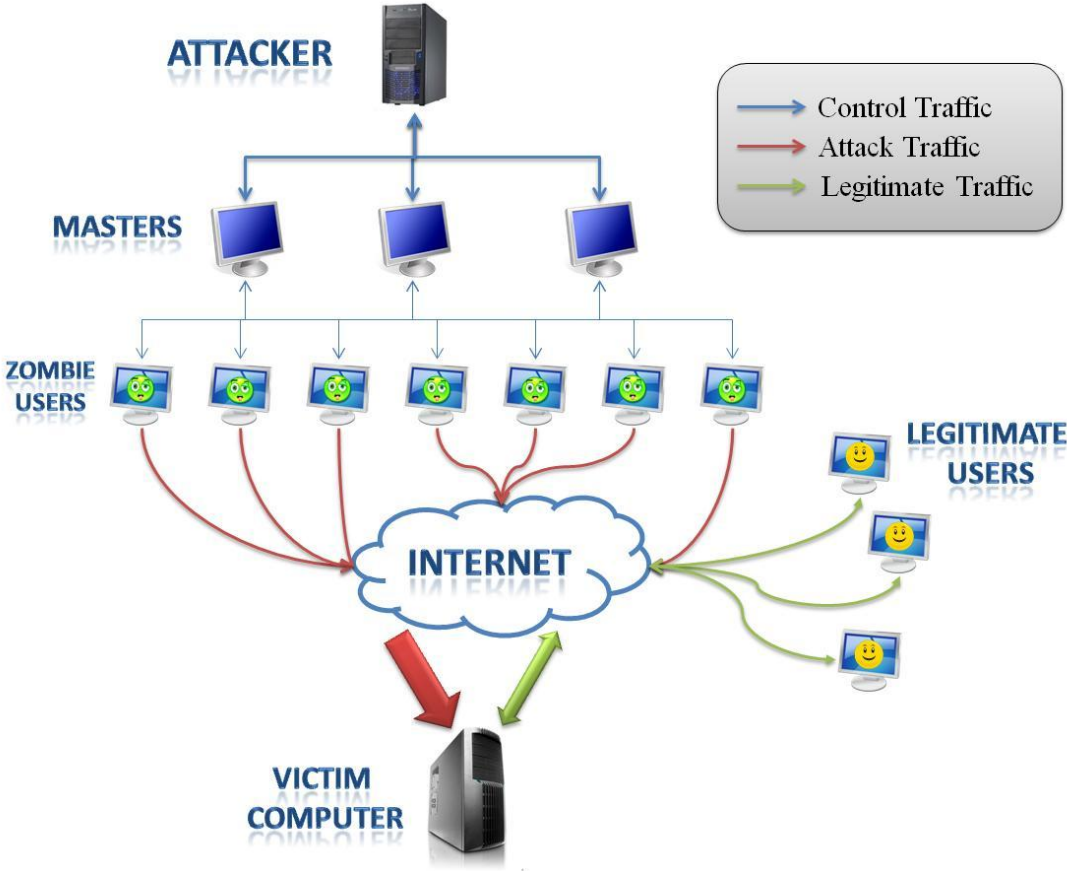 ATTACKER
Control Traffic
Attack Traffic
Legitimate Traffic
MASTERS
ZOMBIE
USERS
LEGITIMATE
USERS
INTERNET
VICTIM
COMPUTER